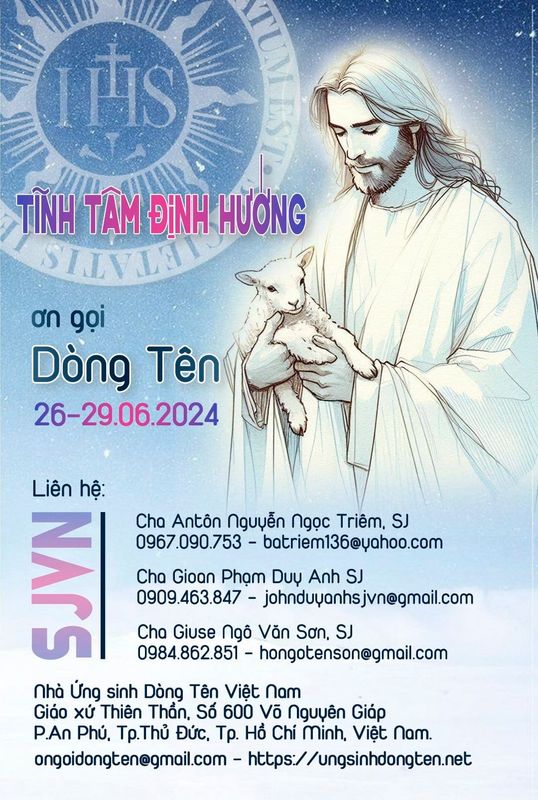 IHS
SOCIETATIS IE
ATUM EST
TĨNH TÂM ĐỊNH HƯỚNG
ơn gọi
Dòng Tên
26-29.06.2024
Liên hệ:
SJVN
Cha Antôn Nguyễn Ngọc Triêm, SJ
0967.090.753 - batriem136@yahoo.com
Cha Gioan Phạm Duy Anh SJ
0909.463.847 - johnduyanhsjvn@gmail.com
Cha Giuse Ngô Văn Sơn, SJ
0984.862.851 - hongotenson@gmail.com
Nhà Ứng sinh Dòng Tên Việt Nam
Giáo xứ Thiên Thần, Số 600 Võ Nguyên Giáp
P.An Phú, Tp.Thủ Đức, Tp. Hồ Chí Minh, Việt Nam.
ongoidongten@gmail.com - https://ungsinhdongten.net